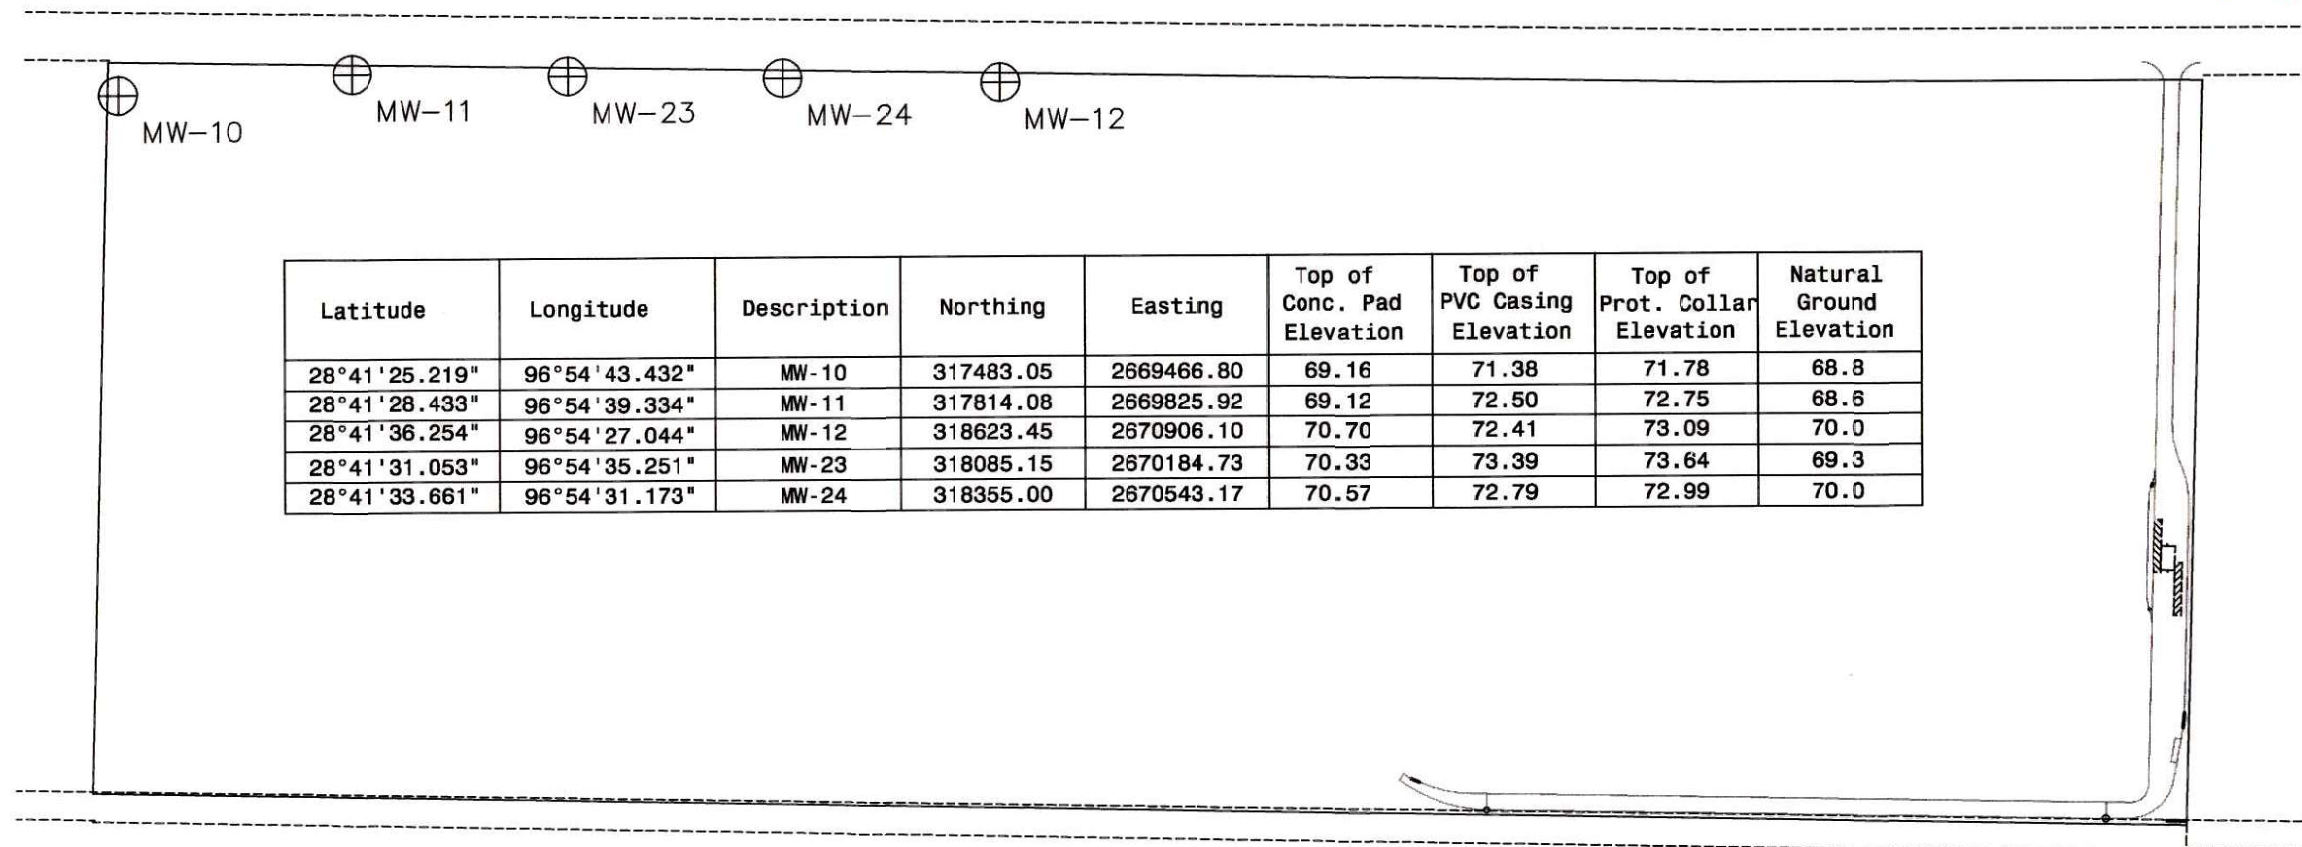 MW-10
MW-11
MW-23
MW-24
MW-12
Latitude Longitude Description Northing Easting Top of Conc. Pad Elevation Top of PVC Casing Elevation Top of Prot. Collar Elevation Natural Ground Elevation
28°41'25.219" 96°54'43.432" MW-10 317483.05 2669466.80 69.16 71.38 71.78 68.8
28°41'28.433" 96°54'39.334" MW-11 317814.08 2669825.92 69.12 72.50 72.75 68.6
28°41'36.254" 96°54'27.044" MW-12 318623.45 2670906.10 70.70 72.41 73.09 70.0
28°41'31.053" 96°54'35.251" MW-23 318085.15 2670184.73 70.33 73.39 73.64 69.3
28°41'33.661" 96°54'31.173" MW-24 318355.00 2670543.17 70.57 72.79 72.99 70.0